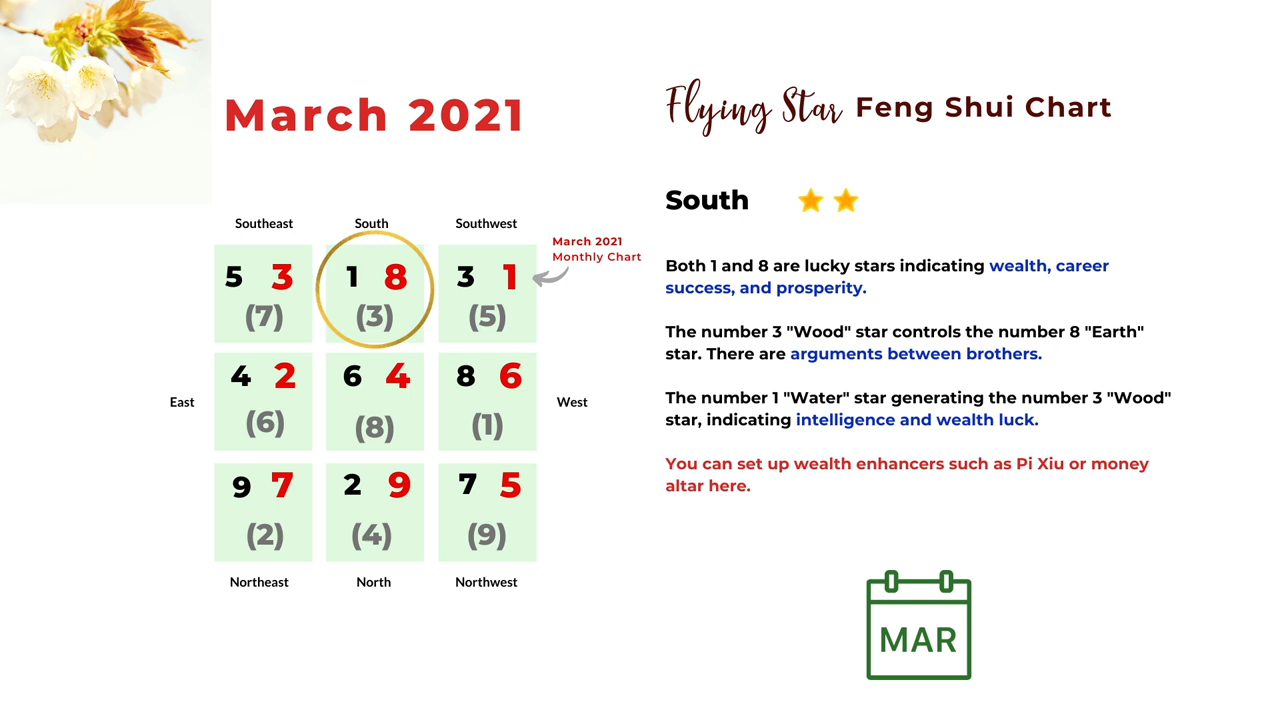 March 2021
Flying Star Feng Shui Chart
South
Southeast South Southwest
March 2021
Monthly Chart
5 3 1 8 3 1
(7) (3) (5)
4 2 6 4 8 6
East West
(6) (8) (1)
9 7 2 9 7 5
(2) (4) (9)
Northeast North Northwest
Both 1 and 8 are lucky stars indicating wealth, career
success, and prosperity.
The number 3 "Wood" star controls the number 8 "Earth"
star. There are arguments between brothers.
The number 1 "Water" star generating the number 3 "Wood"
star, indicating intelligence and wealth luck.
You can set up wealth enhancers such as Pi Xiu or money
altar here.
MAR